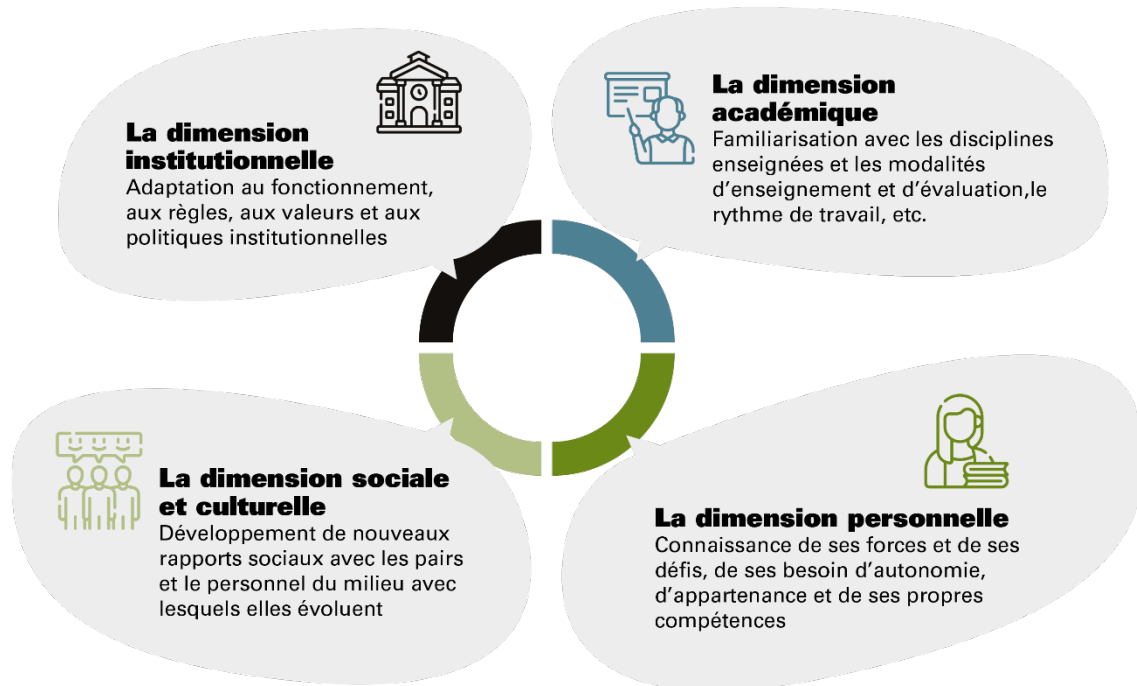 La dimension
institutionnelle
Adaptation au fonctionnement,
aux règles, aux valeurs et aux
politiques institutionnelles
La dimension
académique
Familiarisation avec les disciplines
enseignées et les modalités
d'enseignement et d'évaluation,le
rythme de travail, etc.
La dimension sociale
et culturelle
Développement de nouveaux
rapports sociaux avec les pairs
et le personnel du milieu avec
lesquels elles évoluent
La dimension personnelle
Connaissance de ses forces et de ses
défis, de ses besoin d'autonomie,
d'appartenance et de ses propres
compétences